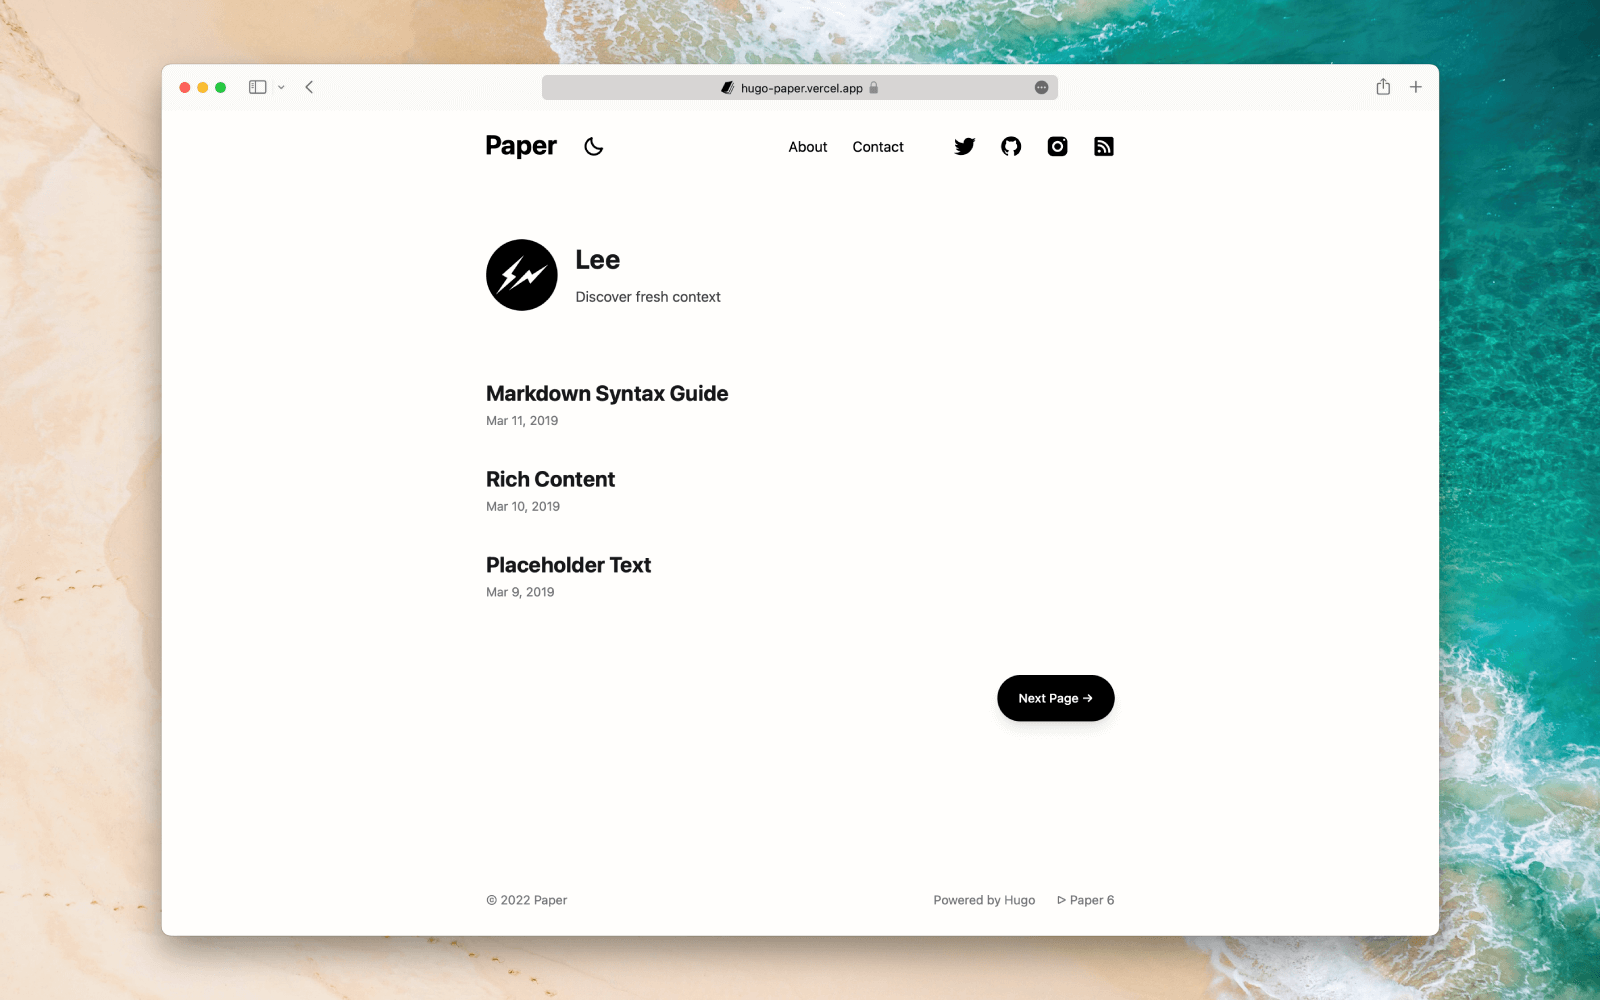 hugo-paper.vercel.app
Paper
About
Contact
Lee
Discover fresh context
Markdown Syntax Guide
Mar 11, 2019
Rich Content
Mar 10, 2019
Placeholder Text
Mar 9, 2019
Next Page →
© 2022 Paper
Powered by Hugo
▷ Paper 6